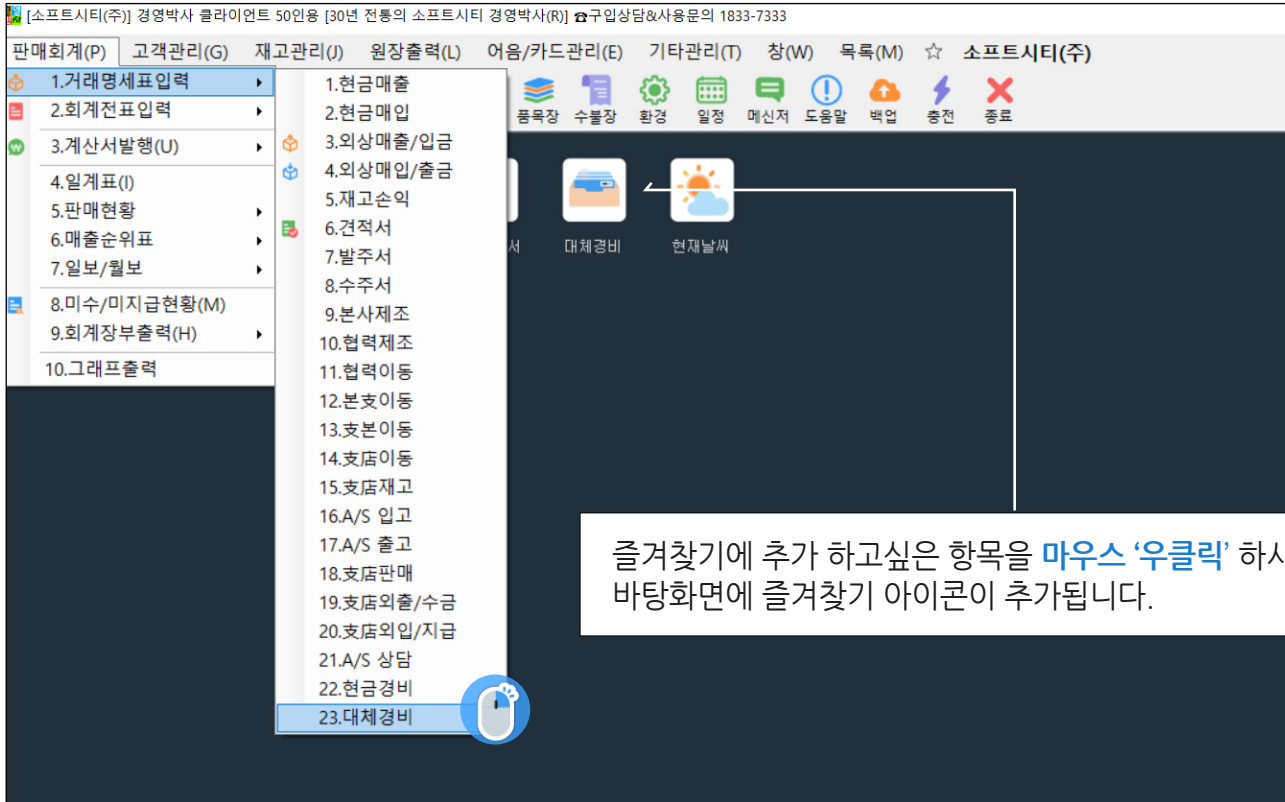 [소프트시티(주)] 경영박사 클라이언트 50인용 [30년 전통의 소프트시티 경영박사(R)] ☎구입상담&사용문의 1833-7333
판매회계(P) 고객관리(G) 재고관리(J) 원장출력(L) 어음/카드관리(E) 기타관리(T) 창(W) 목록(M) ☆ 소프트시티(주)
품목장 수불장 환경 일정 메신저 도움말 백업 충전 종료
1.거래명세표입력
2.회계전표입력
3.계산서발행(U)
4.일계표(I)
5.판매현황
6.매출순위표
7.일보/월보
8.미수/미지급현황(M)
9.회계장부출력(H)
10.그래프출력
1.현금매출
2.현금매입
3.외상매출/입금
4.외상매입/출금
5.재고손익
6.견적서
7.발주서
8.수주서
9.본사제조
10.협력제조
11.협력이동
12.본支이동
13.支본이동
14.支店이동
15.支店재고
16.A/S 입고
17.A/S 출고
18.支店판매
19.支店외출/수금
20.支店외입/지급
21.A/S 상담
22.현금경비
23.대체경비
서 대체경비 현재날씨
즐겨찾기에 추가 하고싶은 항목을 마우스 ‘우클릭’ 하시
바탕화면에 즐겨찾기 아이콘이 추가됩니다.